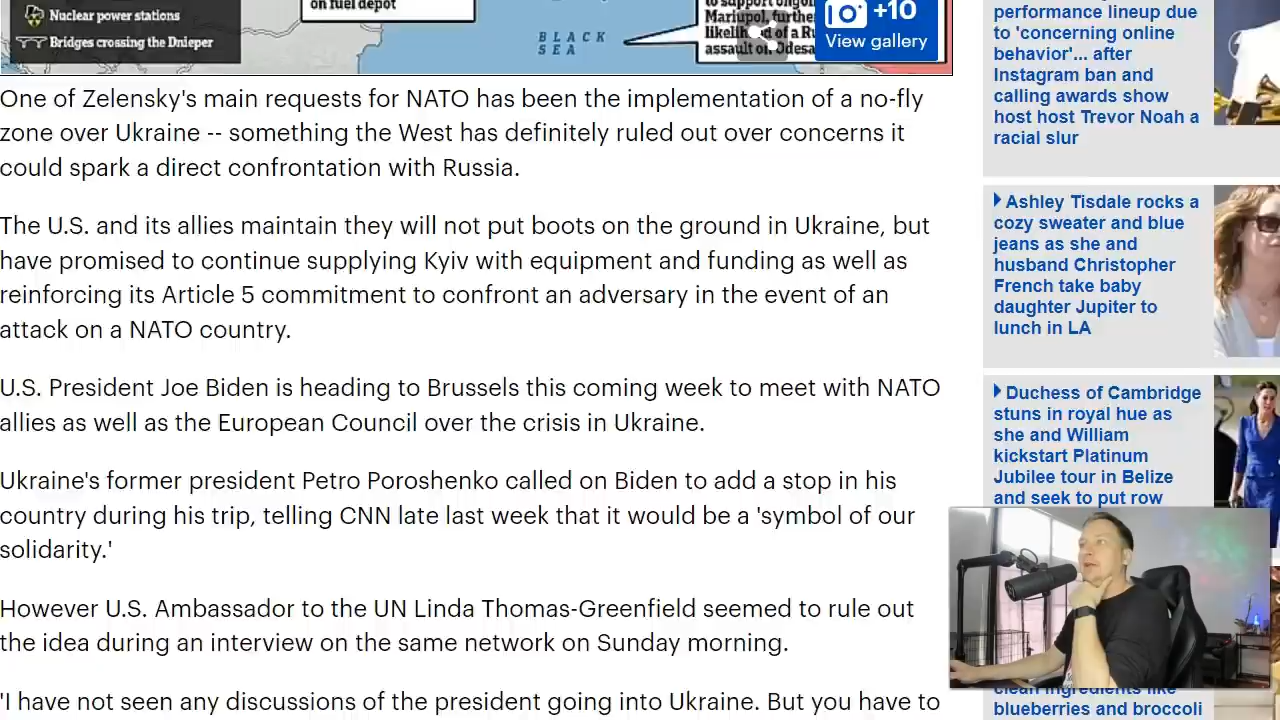 Nuclear power stations
Bridges crossing the Dnieper
on fuel depot
BLACK
SEA
to support ongoing
Mariupol, furthe
likelihood of a Ru
assault on Odesa
+10
View gallery
One of Zelensky's main requests for NATO has been the implementation of a no-fly
zone over Ukraine -- something the West has definitely ruled out over concerns it
could spark a direct confrontation with Russia.
The U.S. and its allies maintain they will not put boots on the ground in Ukraine, but
have promised to continue supplying Kyiv with equipment and funding as well as
reinforcing its Article 5 commitment to confront an adversary in the event of an
attack on a NATO country.
U.S. President Joe Biden is heading to Brussels this coming week to meet with NATO
allies as well as the European Council over the crisis in Ukraine.
Ukraine's former president Petro Poroshenko called on Biden to add a stop in his
country during his trip, telling CNN late last week that it would be a 'symbol of our
solidarity.'
However U.S. Ambassador to the UN Linda Thomas-Greenfield seemed to rule out
the idea during an interview on the same network on Sunday morning.
'I have not seen any discussions of the president going into Ukraine. But you have to
performance lineup due
to 'concerning online
behavior'... after
Instagram ban and
calling awards show
host host Trevor Noah a
racial slur
Ashley Tisdale rocks a
cozy sweater and blue
jeans as she and
husband Christopher
French take baby
daughter Jupiter to
lunch in LA
Duchess of Cambridge
stuns in royal hue as
she and William
kickstart Platinum
Jubilee tour in Belize
and seek to put row
clean ingredients like
blueberries and broccoli